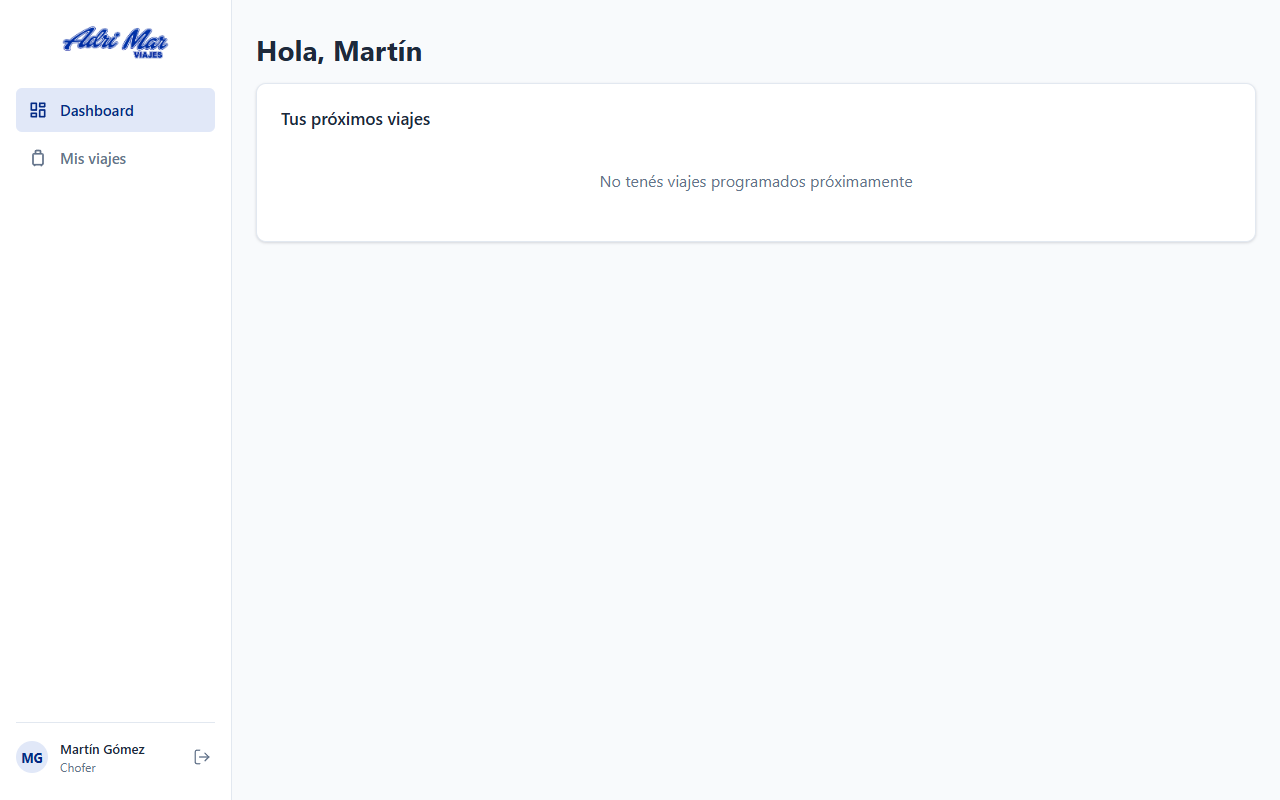 Adri Mar
VIAJES
Dashboard
Mis viajes
Hola, Martín
Tus próximos viajes
No tenés viajes programados próximamente
MG
Martín Gómez
Chofer